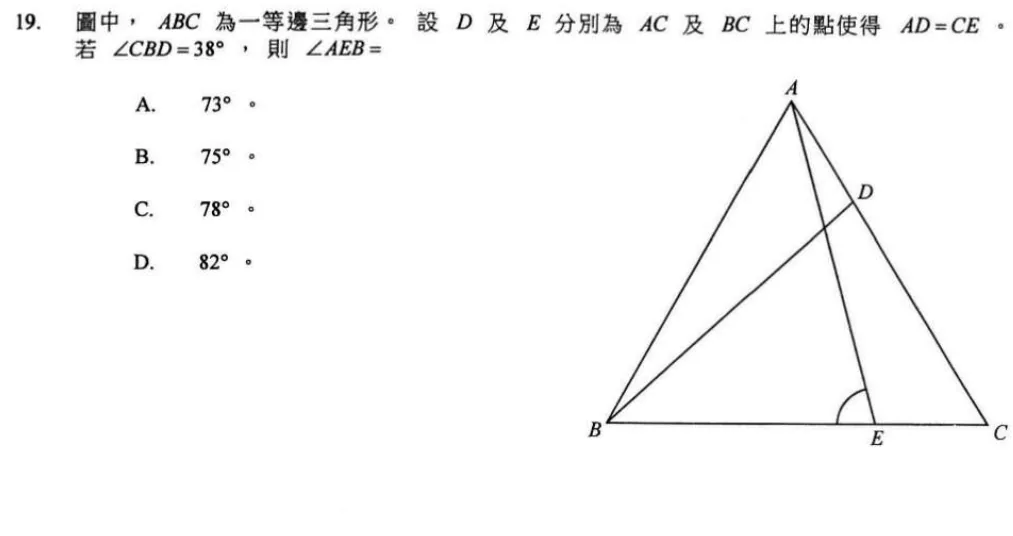 19. 圖中，ABC 為一等邊三角形。設 D 及 E 分別為 AC 及 BC 上的點使得 AD = CE 。
若 ∠CBD = 38° ，則 ∠AEB =
A. 73° 。
B. 75° 。
C. 78° 。
D. 82° 。
A
D
B
E
C